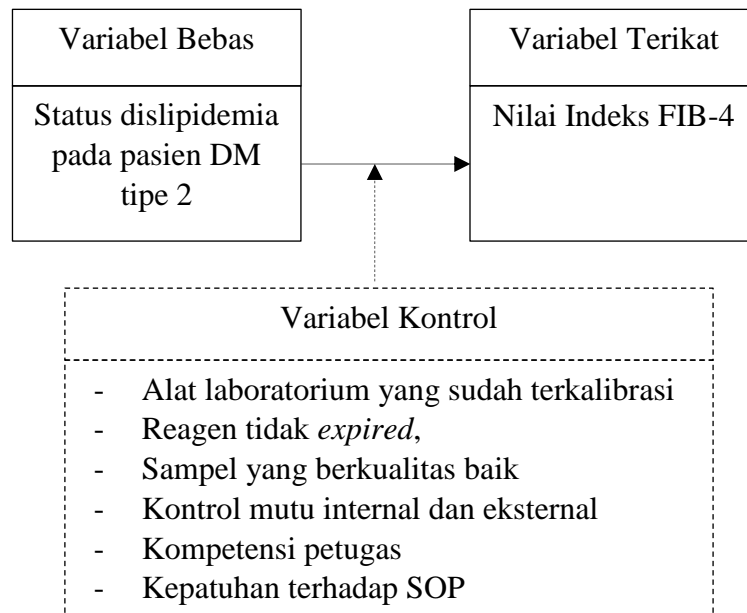 Variabel Bebas
Status dislipidemia
pada pasien DM
tipe 2
Variabel Terikat
Nilai Indeks FIB-4
Variabel Kontrol
- Alat laboratorium yang sudah terkalibrasi
- Reagen tidak expired,
- Sampel yang berkualitas baik
- Kontrol mutu internal dan eksternal
- Kompetensi petugas
- Kepatuhan terhadap SOP